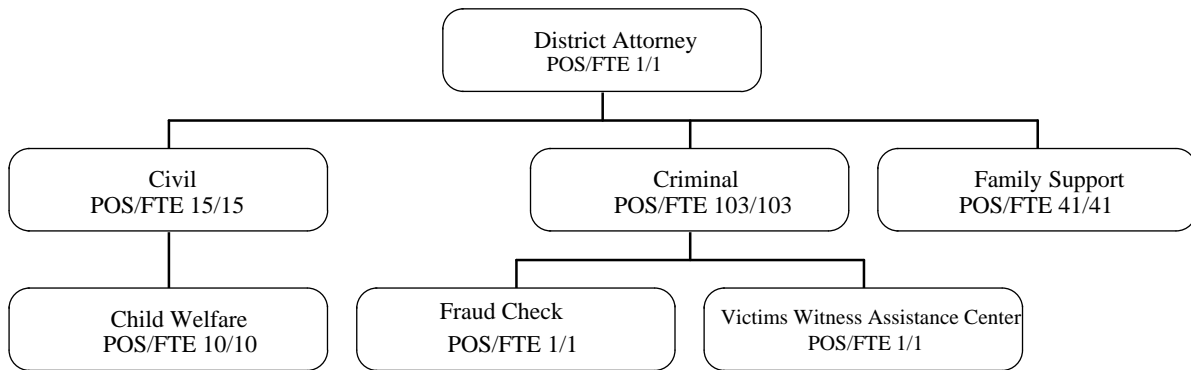 District Attorney
POS/FTE 1/1
Civil
POS/FTE 15/15
Criminal
POS/FTE 103/103
Family Support
POS/FTE 41/41
Child Welfare
POS/FTE 10/10
Fraud Check
POS/FTE 1/1
Victims Witness Assistance Center
POS/FTE 1/1